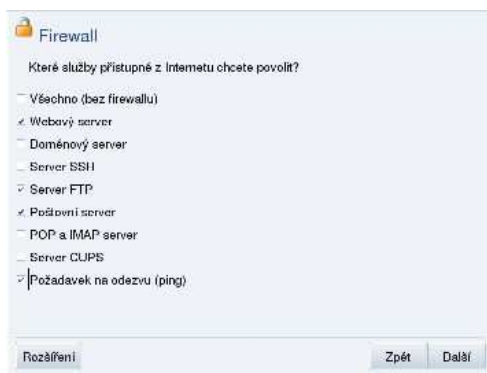 Firewall
Které služby přístupné z Internetu chcete povolit?
Všechno (bez firewallu)
Webový server
Doménový server
Server SSH
Server FTP
Poštovní server
POP a IMAP server
Server CUPS
Požadavek na odezvu (ping)
Rozšíření
Zpět Další